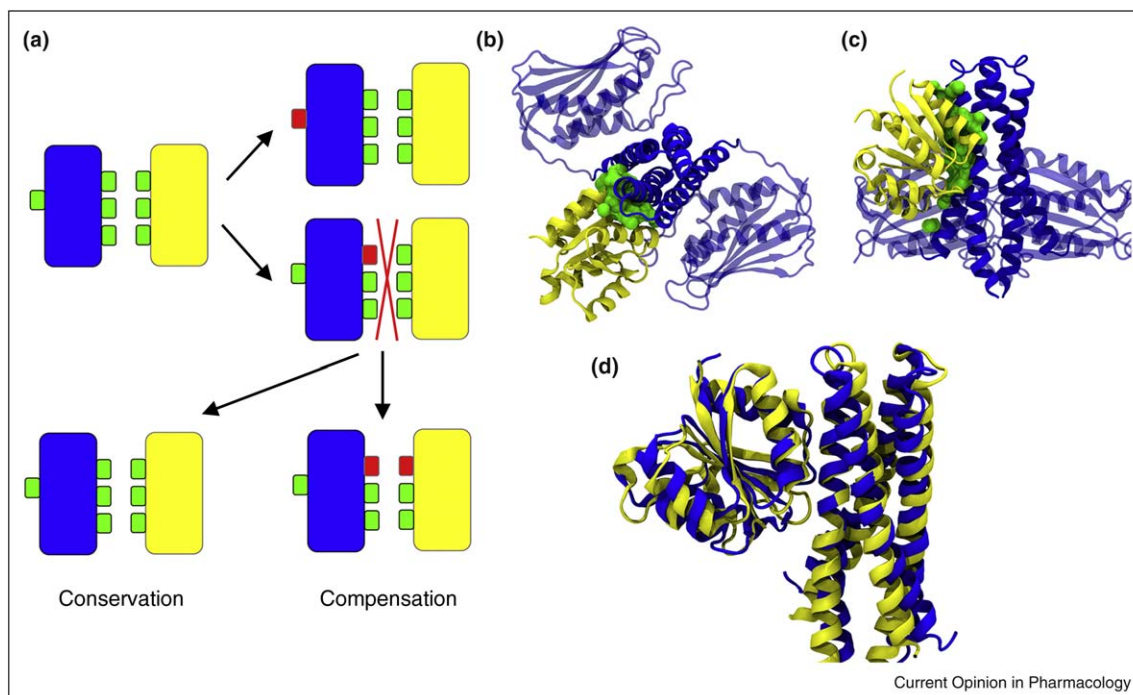 (a)
(b)
(c)
(d)
Conservation
Compensation
Current Opinion in Pharmacology